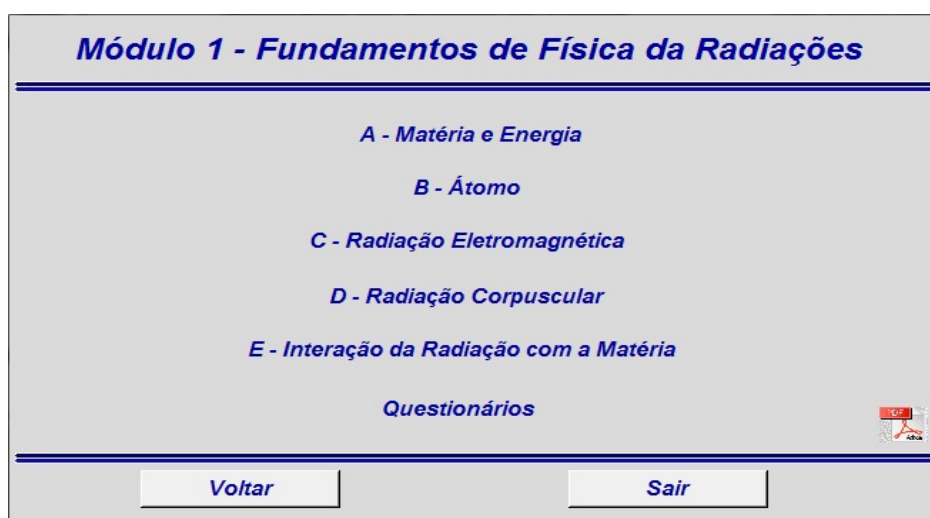 Módulo 1 - Fundamentos de Física da Radiações
A - Matéria e Energia
B - Átomo
C - Radiação Eletromagnética
D - Radiação Corpuscular
E - Interação da Radiação com a Matéria
Questionários
PDF
Adobe
Voltar Sair